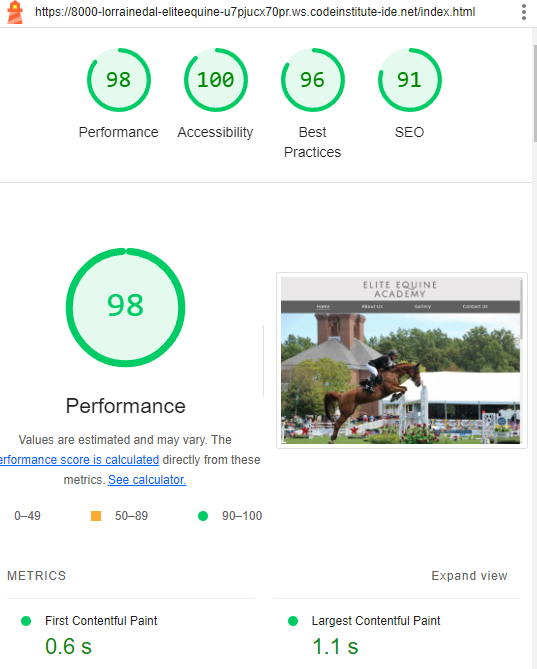 https://8000-lorrainedal-eliteequine-u7pjucx70pr.ws.codeinstitute-ide.net/index.html
98 100 96 91
Performance Accessibility Best Practices SEO
98
ELITE EQUINE
ACADEMY
Home About Us Gallery Contact Us
Performance
Values are estimated and may vary. The
erformance score is calculated directly from these
metrics. See calculator.
0–49 50–89 90–100
METRICS Expand view
First Contentful Paint Largest Contentful Paint
0.6 s 1.1 s